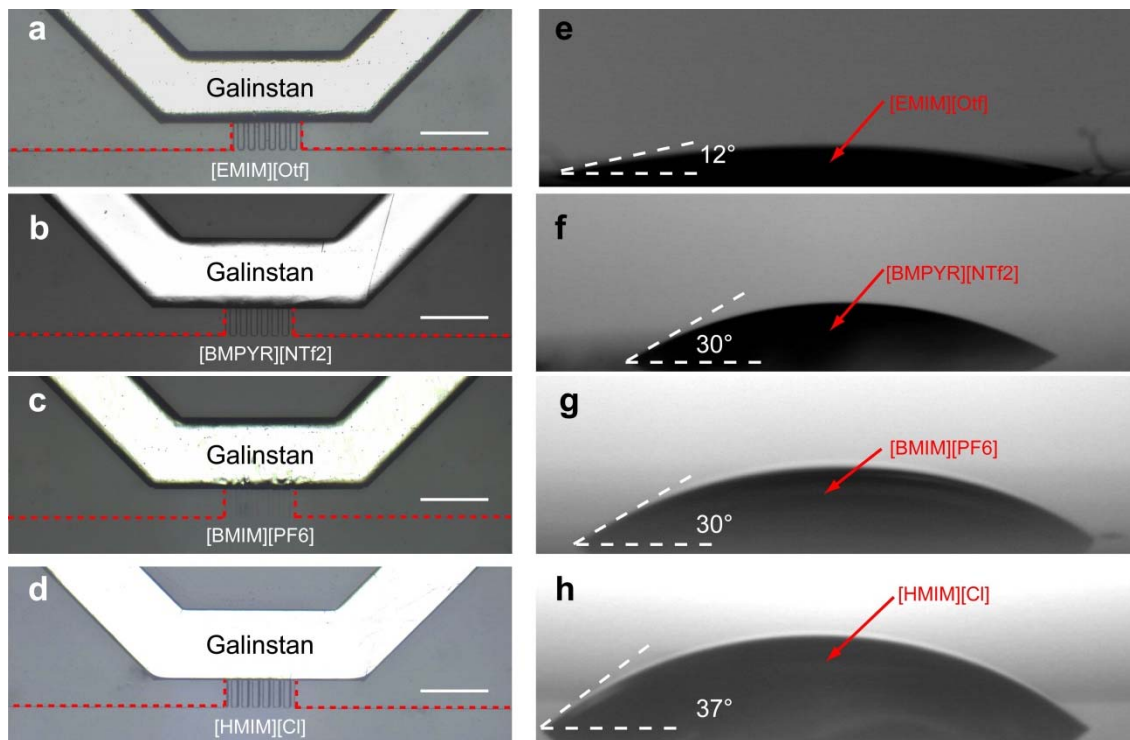 a
Galinstan
[EMIM][Otf]
b
Galinstan
[BMPYR][NTf2]
c
Galinstan
[BMIM][PF6]
d
Galinstan
[HMIM][Cl]
e
[EMIM][Otf]
12°
f
[BMPYR][NTf2]
30°
g
[BMIM][PF6]
30°
h
[HMIM][Cl]
37°